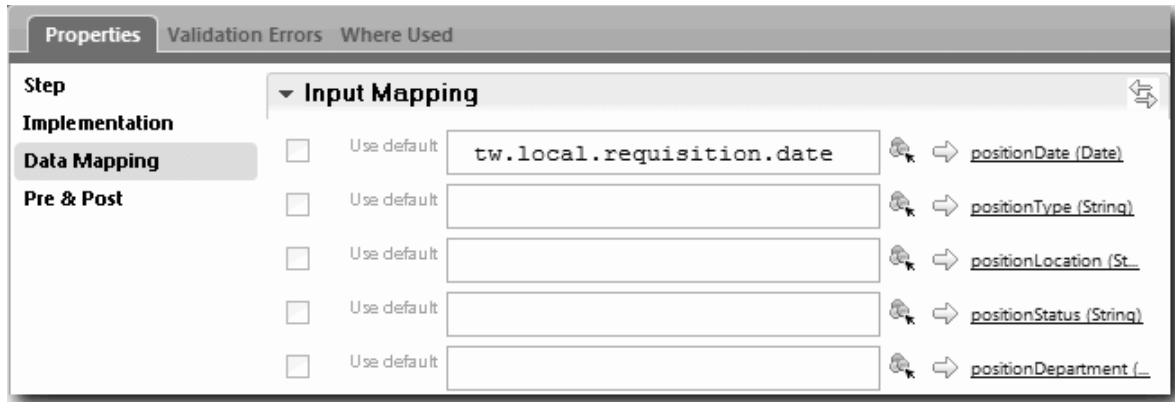 Properties Validation Errors Where Used
Step
Implementation
Data Mapping
Pre & Post
Input Mapping
Use default tw.local.requisition.date positionDate (Date)
Use default positionType (String)
Use default positionLocation (St...
Use default positionStatus (String)
Use default positionDepartment (...